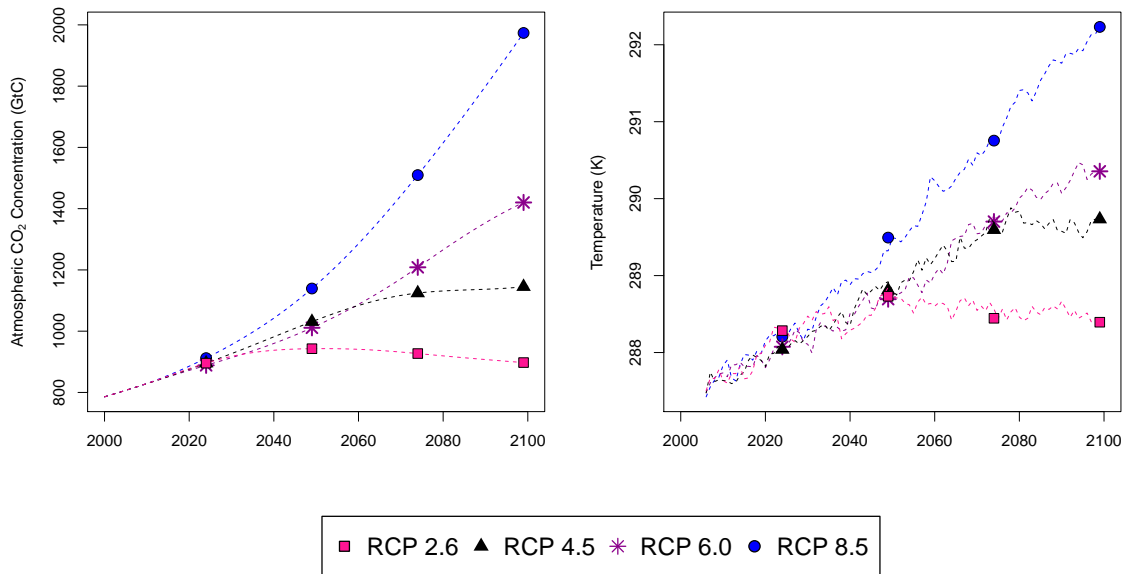 Atmospheric CO₂ Concentration (GtC)
2000
1800
1600
1400
1200
1000
800
2000 2020 2040 2060 2080 2100
Temperature (K)
292
291
290
289
288
2000 2020 2040 2060 2080 2100
RCP 2.6 RCP 4.5 RCP 6.0 RCP 8.5